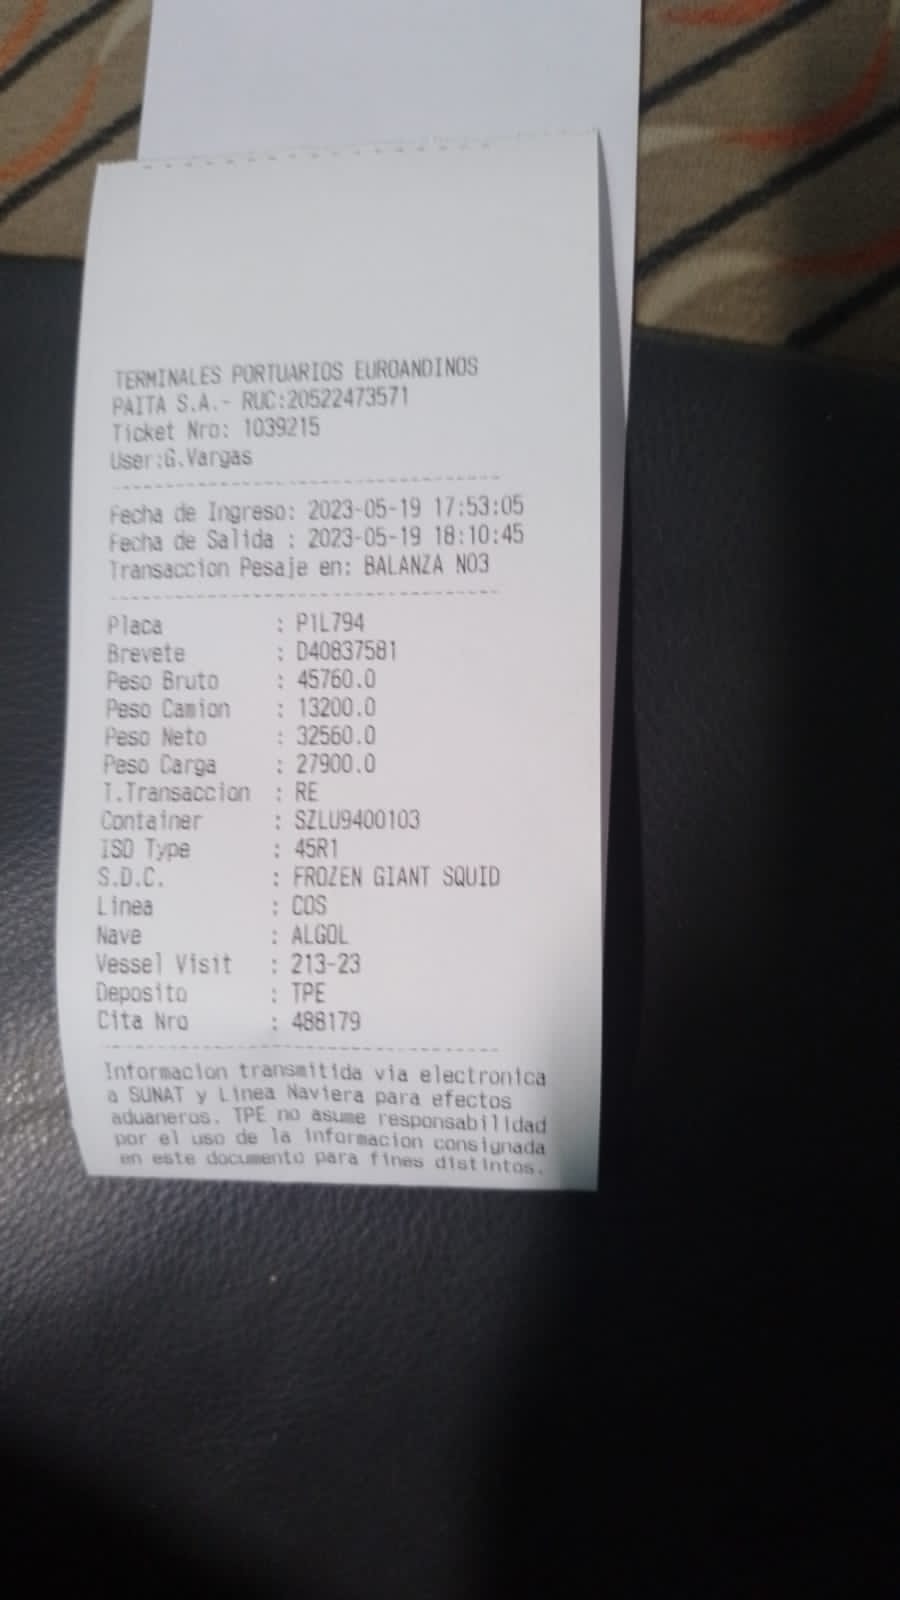 TERMINALES PORTUARIOS EUROANDINOS
PAITA S.A.- RUC:20522473571
Ticket Nro: 1039215
User:G.Vargas
Fecha de Ingreso: 2023-05-19 17:53:05
Fecha de Salida : 2023-05-19 18:10:45
Transaccion Pesaje en: BALANZA NO3
Placa : P1L794
Brevete : D40837581
Peso Bruto : 45760.0
Peso Camion : 13200.0
Peso Neto : 32560.0
Peso Carga : 27900.0
T.Transaccion : RE
Container : SZLU9400103
ISO Type : 45R1
S.D.C. : FROZEN GIANT SQUID
Linea : COS
Nave : ALGOL
Vessel Visit : 213-23
Deposito : TPE
Cita Nro : 488179
Informacion transmitida via electronica
a SUNAT y Linea Naviera para efectos
aduaneros. TPE no asume responsabilidad
por el uso de la informacion consignada
en este documento para fines distintos.